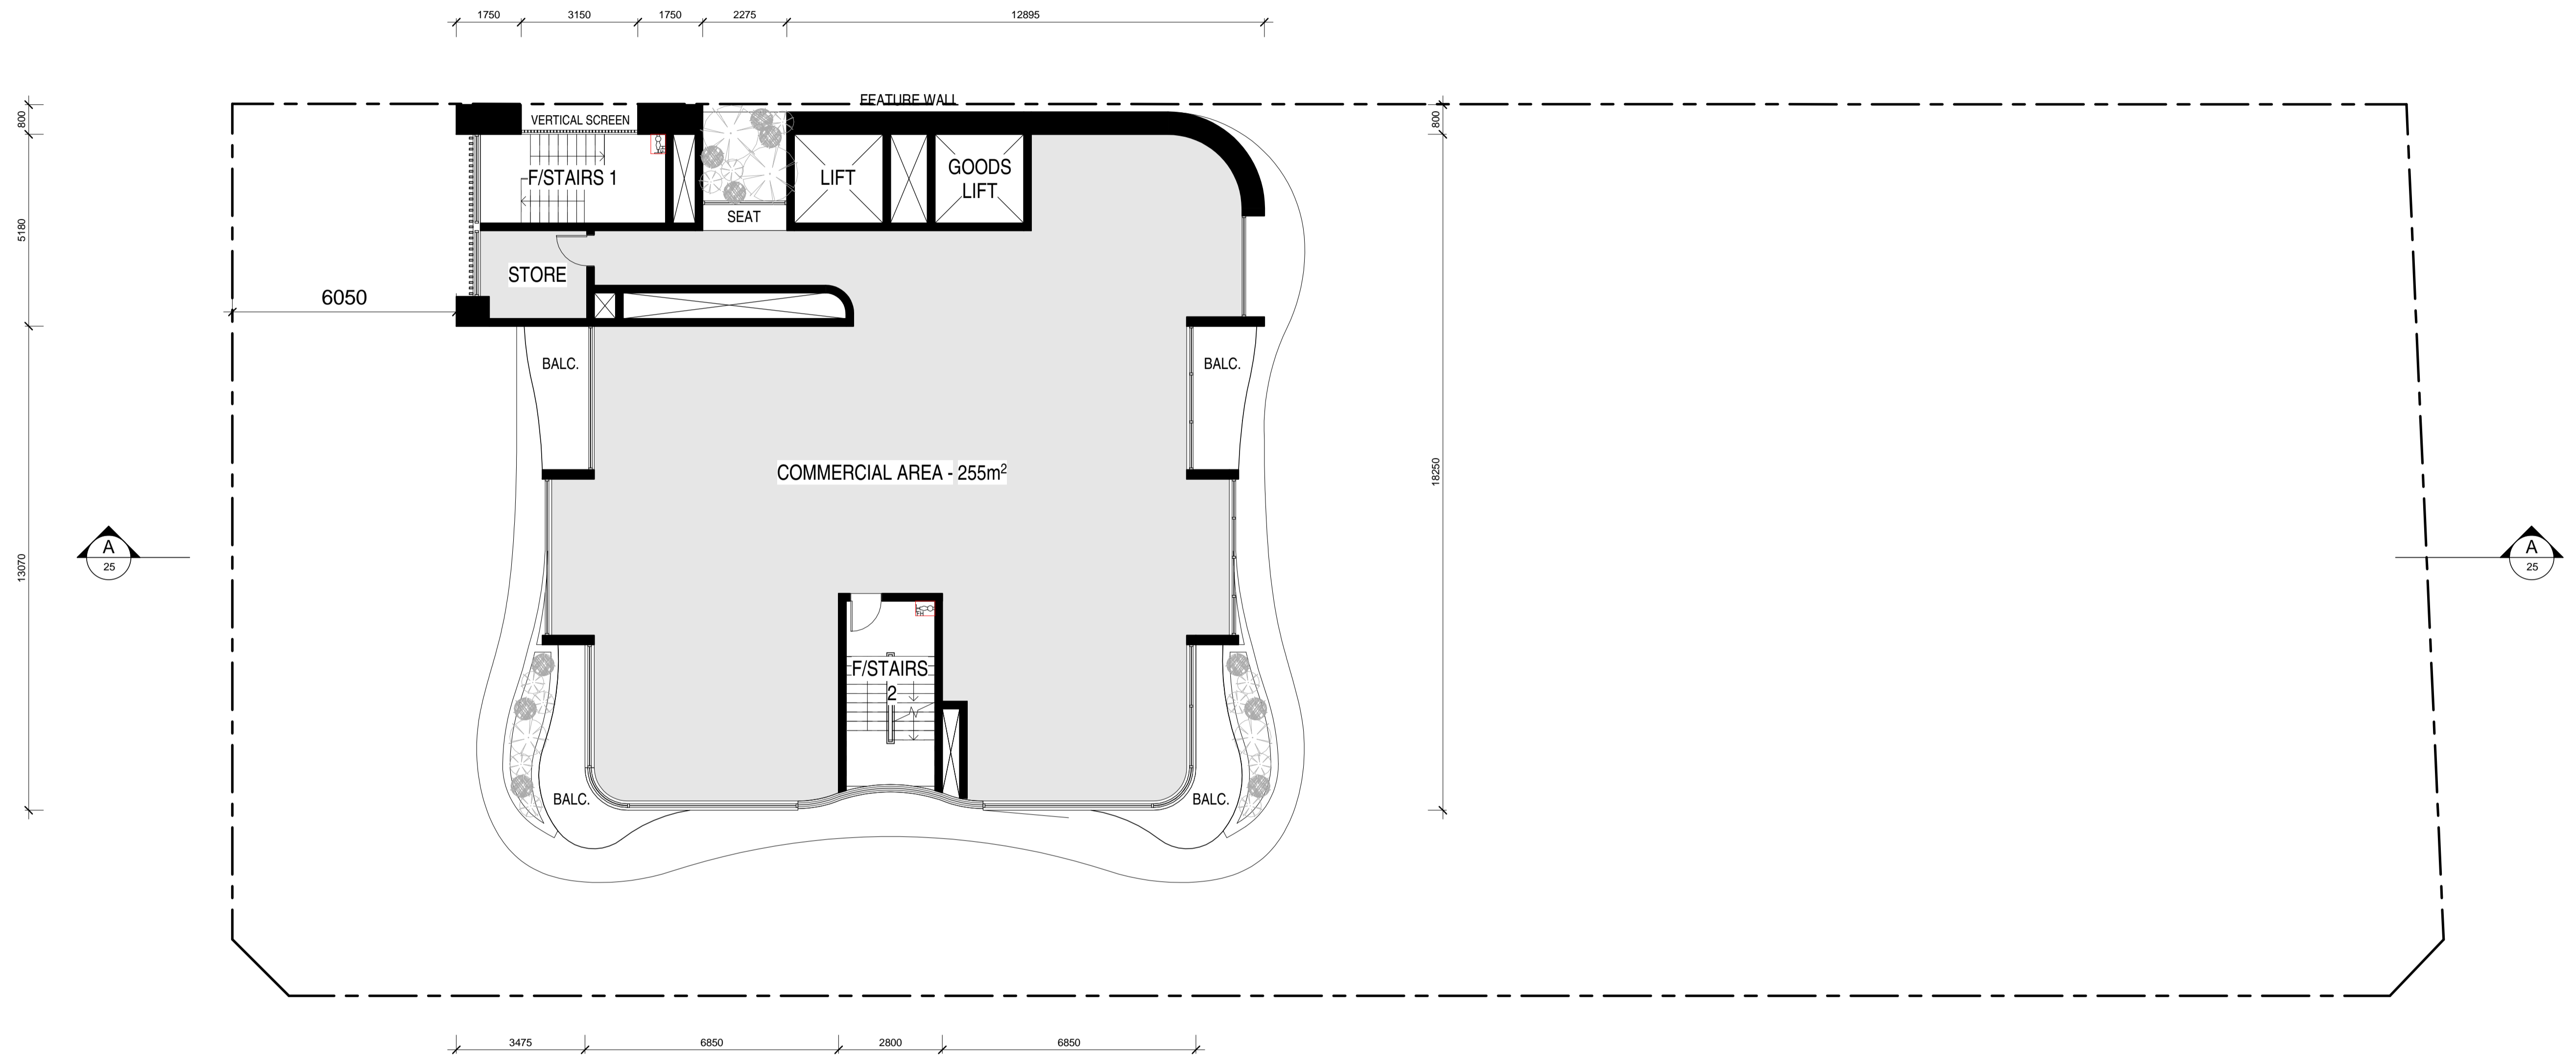 1750
3150
1750
2275
12895
800
FEATURE WALL
800
VERTICAL SCREEN
F/STAIRS 1
LIFT
GOODS
LIFT
SEAT
5180
STORE
6050
BALC.
BALC.
COMMERCIAL AREA - 255m²
18250
A
25
13070
A
25
F/STAIRS
2
BALC.
BALC.
3475
6850
2800
6850